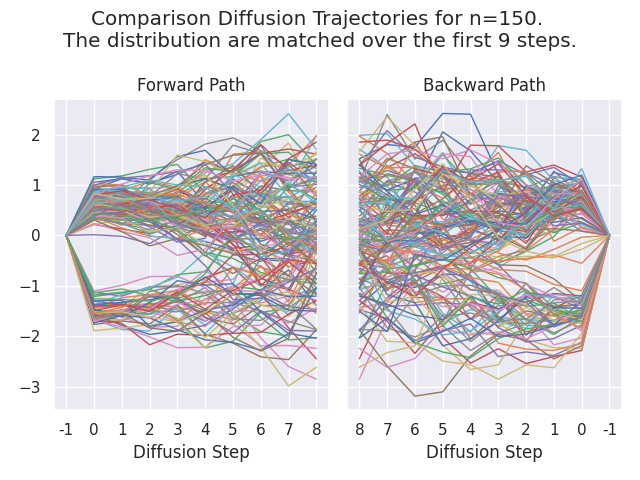 Comparison Diffusion Trajectories for n=150.
The distribution are matched over the first 9 steps.
Forward Path
Backward Path
2
1
0
−1
−2
−3
-1 0 1 2 3 4 5 6 7 8
8 7 6 5 4 3 2 1 0 -1
Diffusion Step
Diffusion Step